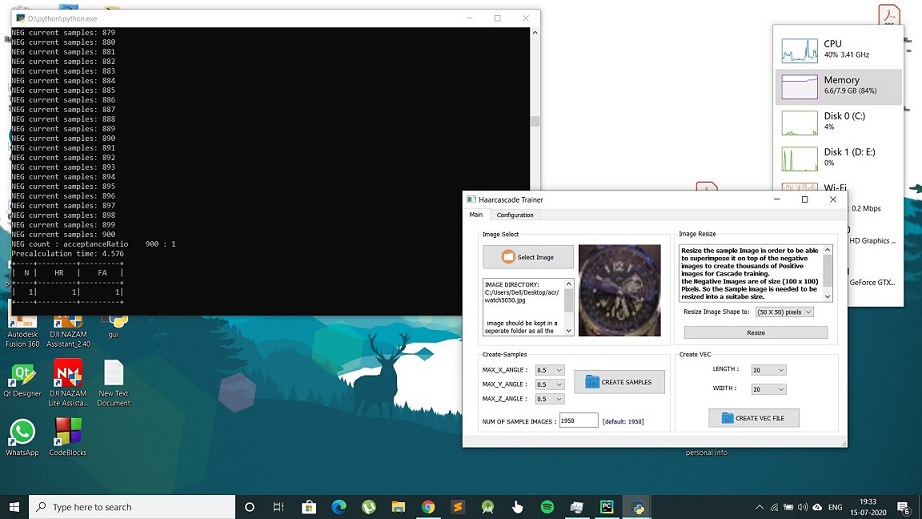 D:\python\python.exe
NEG current samples: 879
NEG current samples: 880
NEG current samples: 881
NEG current samples: 882
NEG current samples: 883
NEG current samples: 884
NEG current samples: 885
NEG current samples: 886
NEG current samples: 887
NEG current samples: 888
NEG current samples: 889
NEG current samples: 890
NEG current samples: 891
NEG current samples: 892
NEG current samples: 893
NEG current samples: 894
NEG current samples: 895
NEG current samples: 896
NEG current samples: 897
NEG current samples: 898
NEG current samples: 899
NEG current samples: 900
NEG count : acceptanceRatio    900 : 1
Precalculation time: 4.576
+----+---------+---------+
|  N |    HR   |    FA   |
+----+---------+---------+
|   1|        1|        1|
+----+---------+---------+
CPU
40% 3.41 GHz
Memory
6.6/7.9 GB (84%)
Disk 0 (C:)
4%
Disk 1 (D: E:)
0%
Wi-Fi
0.2 Mbps
HD Graphics ...
GeForce GTX...
Haarcascade Trainer
Main
Configuration
Image Select
Select Image
IMAGE DIRECTORY:
C:/Users/Dell/Desktop/acr/
watch5050.jpg
image should be kept in a
seperate folder as all the
Image Resize
Resize the sample Image in order to be able
to superimpose it on top of the negative
images to create thousands of Positive
images for Cascade training.
the Negative Images are of size (100 x 100)
Pixels. So the Sample image is needed to be
resized into a suitabe size.
Resize Image Shape to:
(50 X 50) pixels
Resize
Create-Samples
MAX_X_ANGLE :
0.5
MAX_Y_ANGLE :
0.5
MAX_Z_ANGLE :
0.5
CREATE SAMPLES
NUM OF SAMPLE IMAGES :
1950
[default: 1950]
Create VEC
LENGTH :
20
WIDTH :
20
CREATE VEC FILE
personal info
Autodesk
Fusion 360
DJI NAZAM
Assistant_2.40
gui
Qt Designer
DJI NAZAM
Lite Assista...
New Text
Document
WhatsApp
CodeBlocks
Type here to search
ENG
19:33
15-07-2020
6